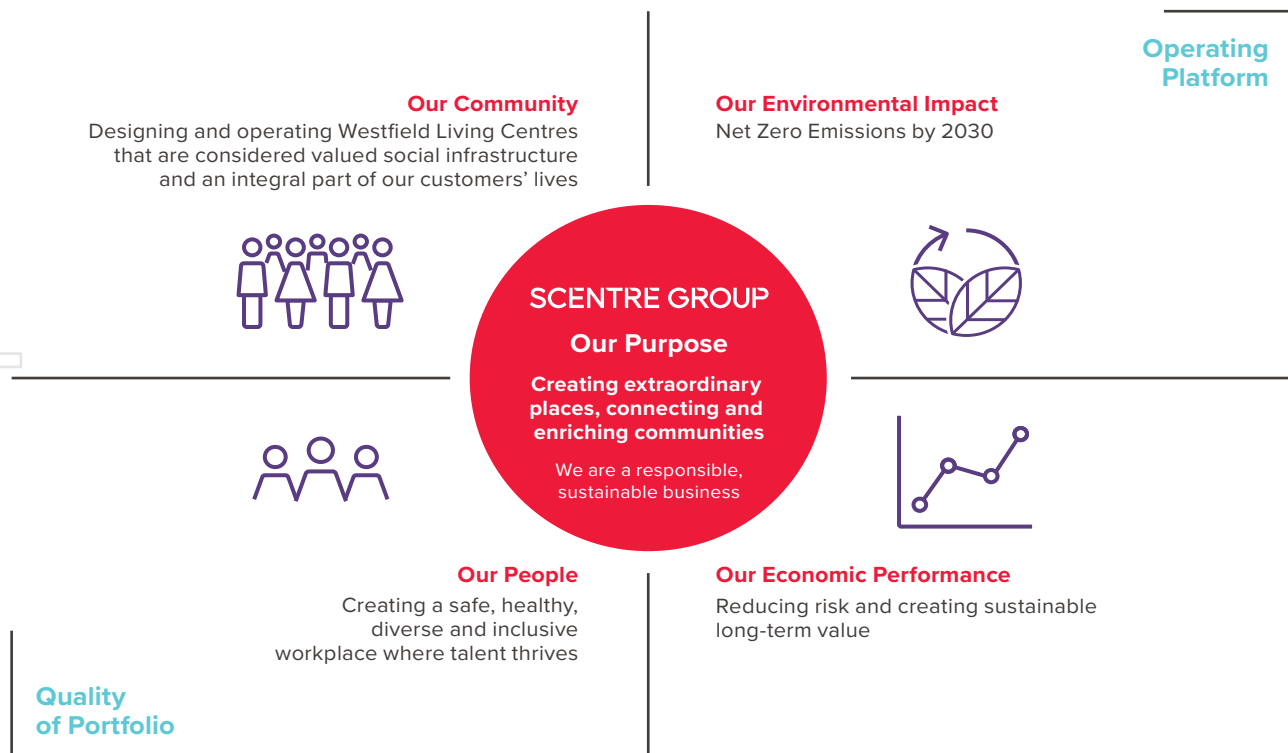 Operating
Platform
Our Community
Designing and operating Westfield Living Centres
that are considered valued social infrastructure
and an integral part of our customers’ lives
Our Environmental Impact
Net Zero Emissions by 2030
SCENTRE GROUP
Our Purpose
Creating extraordinary
places, connecting and
enriching communities
We are a responsible,
sustainable business
Our People
Creating a safe, healthy,
diverse and inclusive
workplace where talent thrives
Our Economic Performance
Reducing risk and creating sustainable
long-term value
Quality
of Portfolio